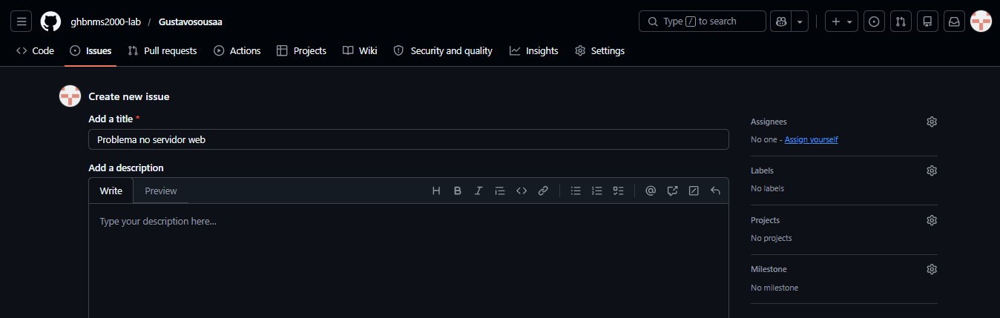 ghbnms2000-lab / Gustavosousaa Type / to search
Code Issues Pull requests Actions Projects Wiki Security and quality Insights Settings
Create new issue
Add a title *
Problema no servidor web
Add a description
Write Preview
Type your description here...
Assignees
No one - Assign yourself
Labels
No labels
Projects
No projects
Milestone
No milestone